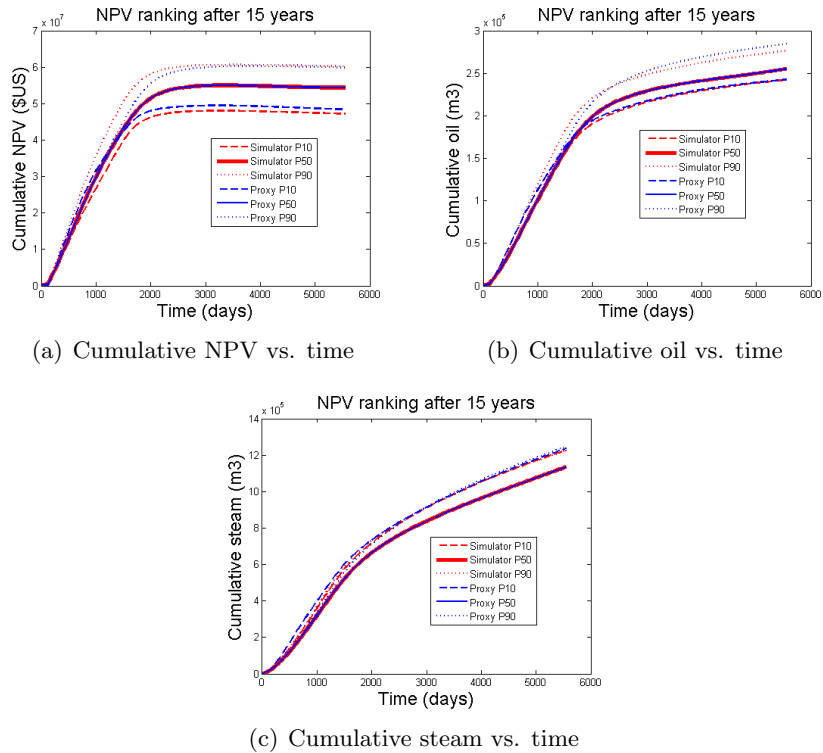 NPV ranking after 15 years
x 10^7
7
6
5
4
3
2
1
0
Cumulative NPV ($US)
Simulator P10
Simulator P50
Simulator P90
Proxy P10
Proxy P50
Proxy P90
0 1000 2000 3000 4000 5000 6000
Time (days)
(a) Cumulative NPV vs. time
NPV ranking after 15 years
x 10^5
3
2.5
2
1.5
1
0.5
0
Cumulative oil (m3)
Simulator P10
Simulator P50
Simulator P90
Proxy P10
Proxy P50
Proxy P90
0 1000 2000 3000 4000 5000 6000
Time (days)
(b) Cumulative oil vs. time
NPV ranking after 15 years
x 10^5
14
12
10
8
6
4
2
0
Cumulative steam (m3)
Simulator P10
Simulator P50
Simulator P90
Proxy P10
Proxy P50
Proxy P90
0 1000 2000 3000 4000 5000 6000
Time (days)
(c) Cumulative steam vs. time